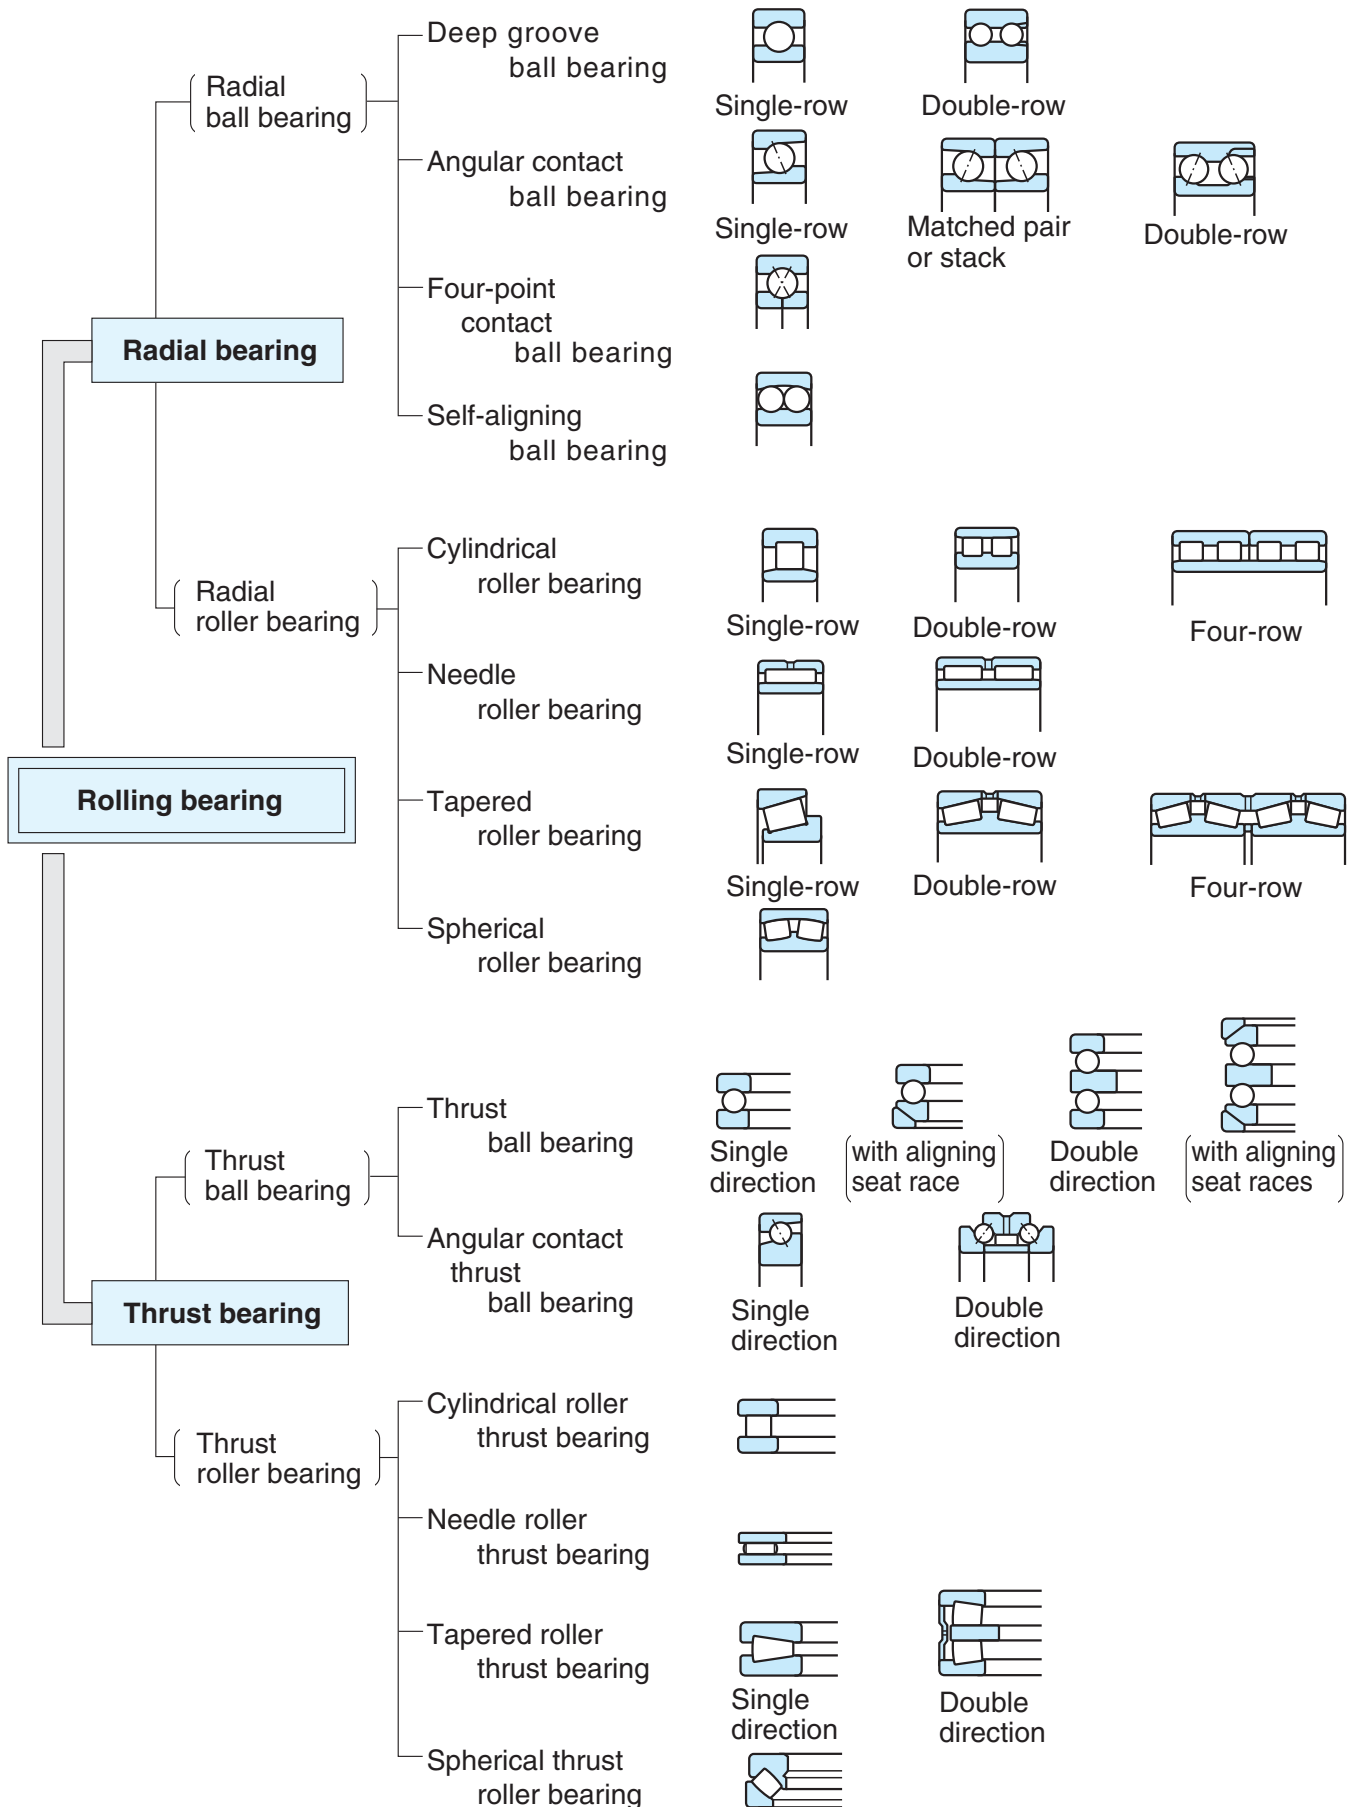 Deep groove
ball bearing
Radial
ball bearing
Single-row
Double-row
Angular contact
ball bearing
Single-row
Matched pair
or stack
Double-row
Four-point
contact
ball bearing
Radial bearing
Self-aligning
ball bearing
Cylindrical
roller bearing
Radial
roller bearing
Single-row
Double-row
Four-row
Needle
roller bearing
Single-row
Double-row
Rolling bearing
Tapered
roller bearing
Single-row
Double-row
Four-row
Spherical
roller bearing
Thrust
ball bearing
Thrust
ball bearing
Single
direction
with aligning
seat race
Double
direction
with aligning
seat races
Angular contact
thrust
ball bearing
Single
direction
Double
direction
Thrust bearing
Cylindrical roller
thrust bearing
Thrust
roller bearing
Needle roller
thrust bearing
Tapered roller
thrust bearing
Single
direction
Double
direction
Spherical thrust
roller bearing